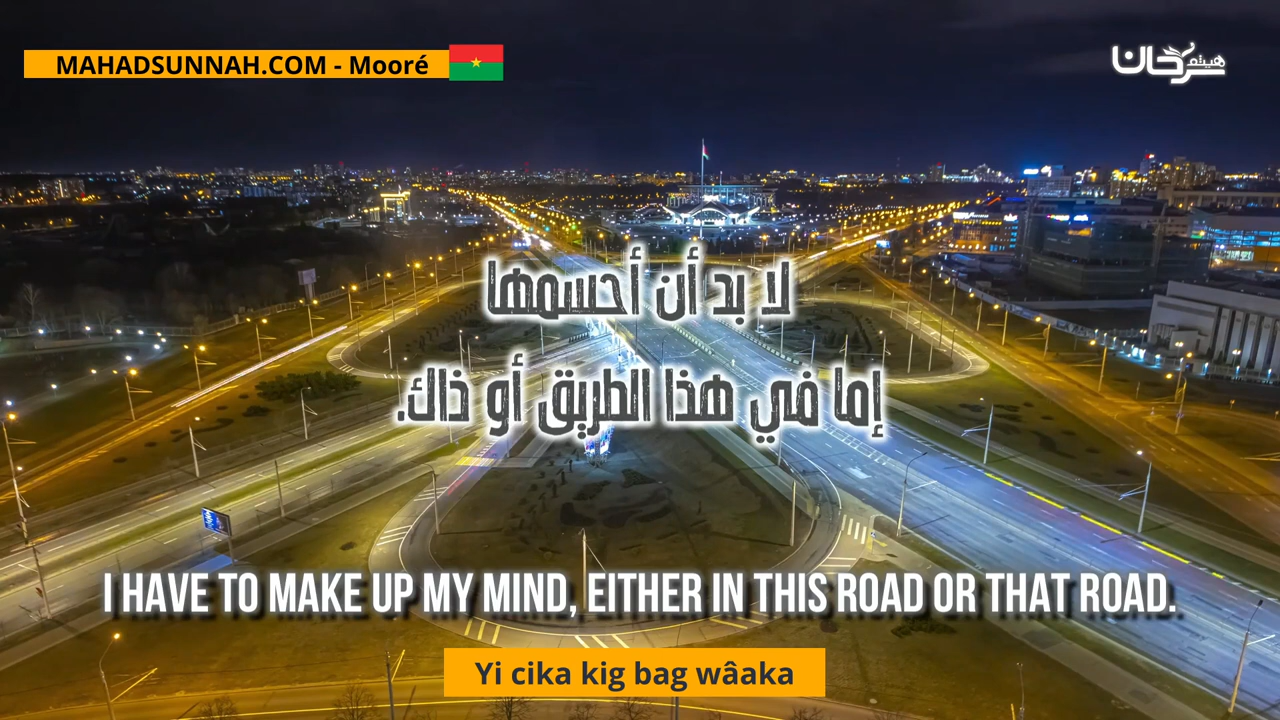 MAHADSUNNAH.COM - Mooré
هيثم سرحان
لا بد أن أحسمها
إما في هذا الطريق أو ذاك.
I HAVE TO MAKE UP MY MIND, EITHER IN THIS ROAD OR THAT ROAD.
Yi cika kig bag wâaka